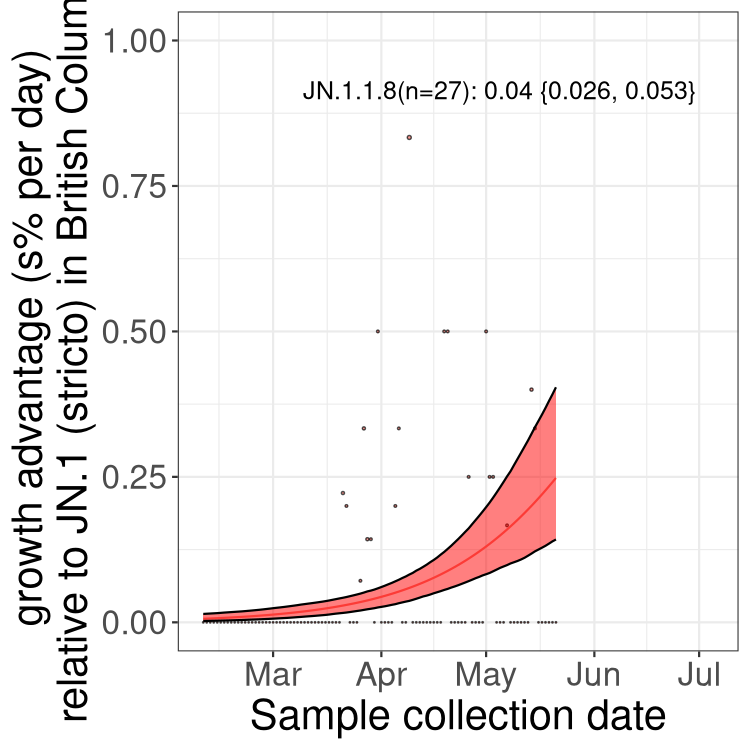 growth advantage (s% per day)
relative to JN.1 (stricto) in British Colum
1.00
0.75
0.50
0.25
0.00
JN.1.1.8(n=27): 0.04 {0.026, 0.053}
Mar Apr May Jun Jul
Sample collection date